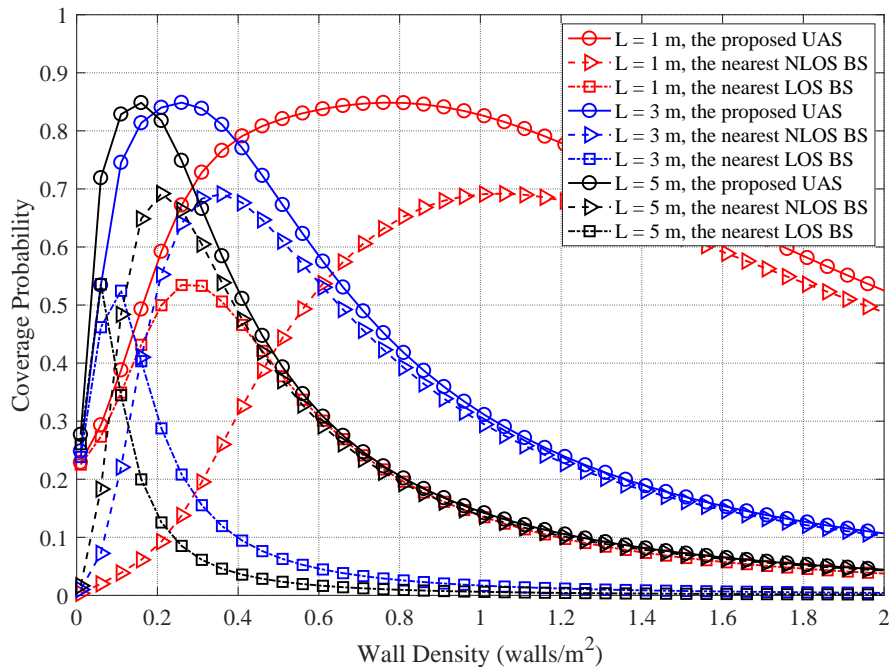 1
0.9
0.8
0.7
0.6
0.5
0.4
0.3
0.2
0.1
0
Coverage Probability
L = 1 m, the proposed UAS
L = 1 m, the nearest NLOS BS
L = 1 m, the nearest LOS BS
L = 3 m, the proposed UAS
L = 3 m, the nearest NLOS BS
L = 3 m, the nearest LOS BS
L = 5 m, the proposed UAS
L = 5 m, the nearest NLOS BS
L = 5 m, the nearest LOS BS
0 0.2 0.4 0.6 0.8 1 1.2 1.4 1.6 1.8 2
Wall Density (walls/m²)